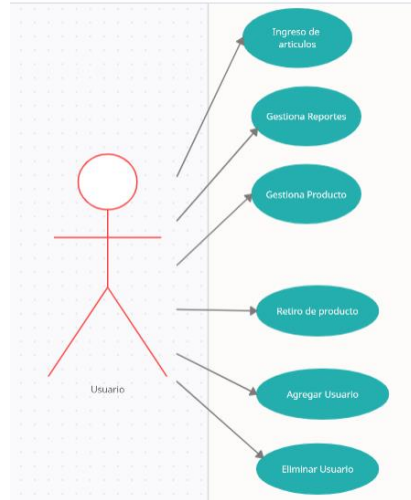 Ingreso de
articulos
Gestiona Reportes
Gestiona Producto
Retiro de producto
Usuario
Agregar Usuario
Eliminar Usuario